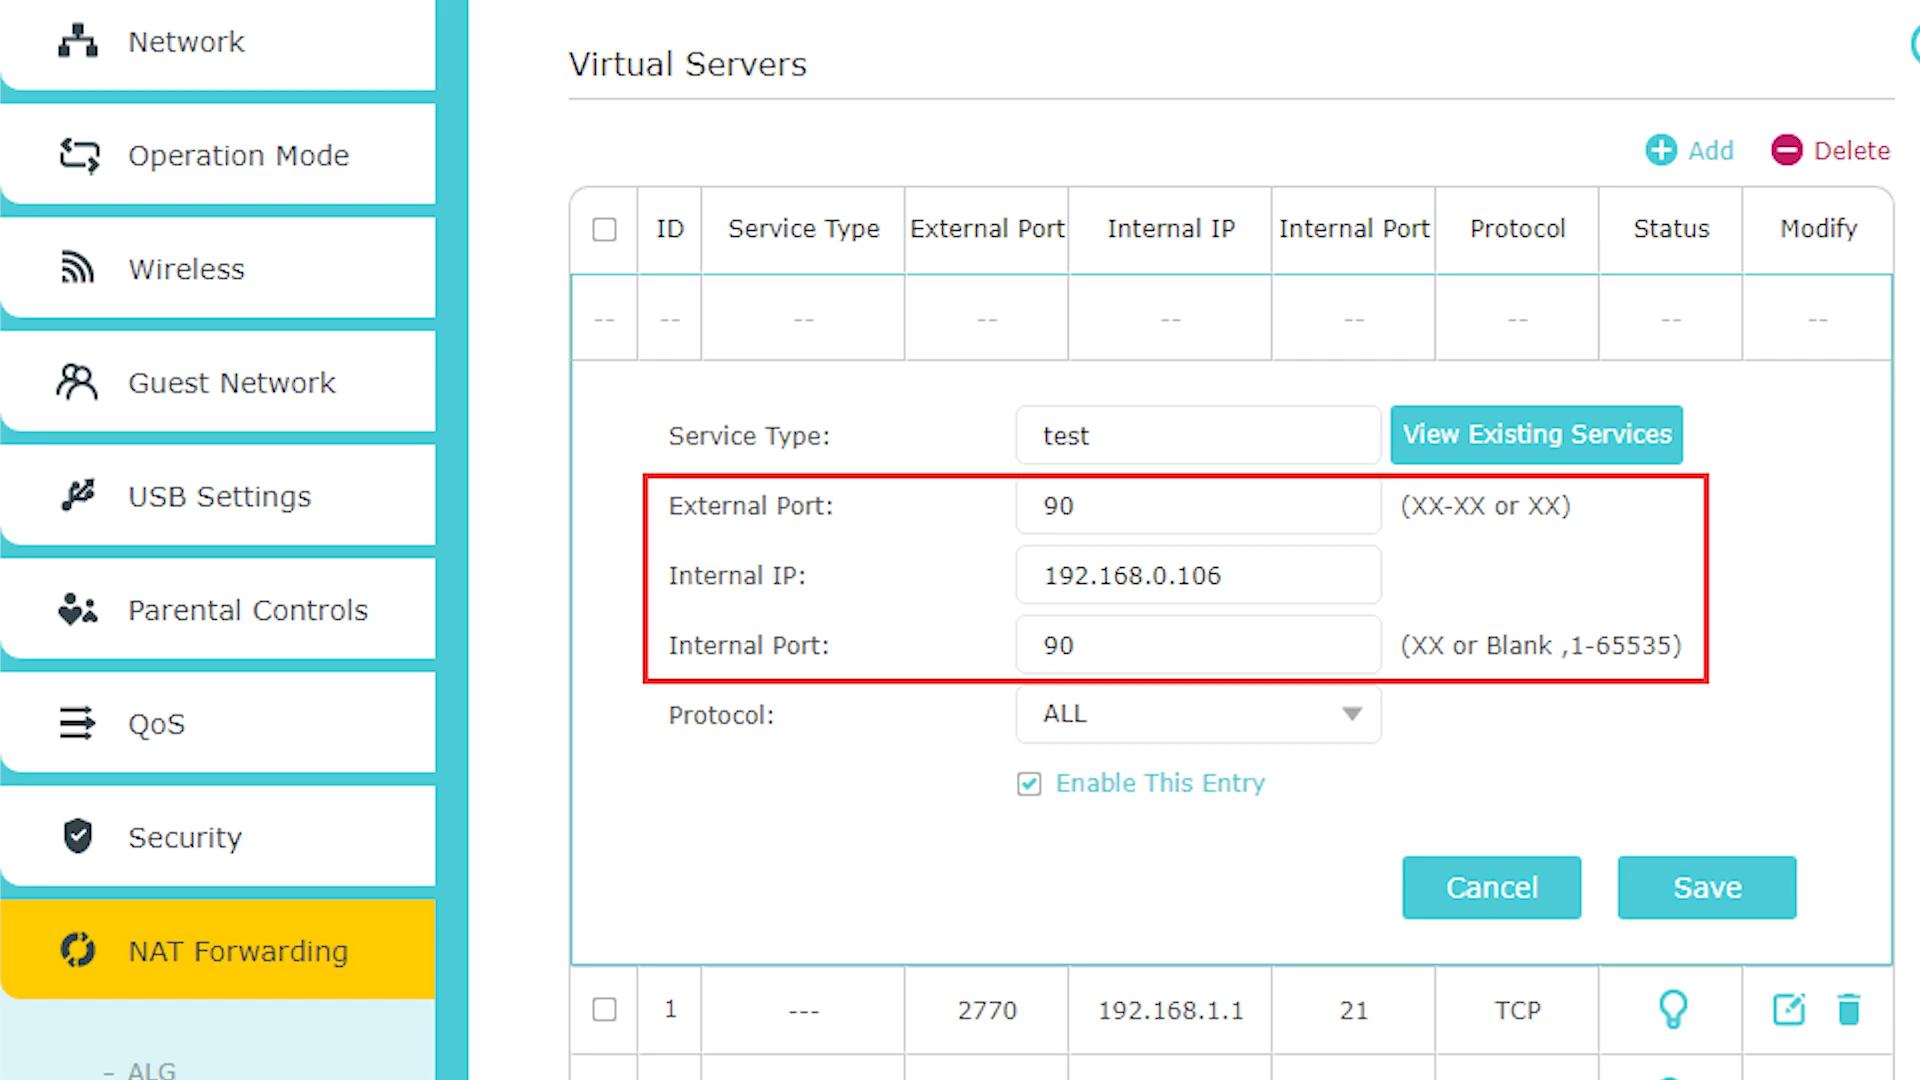 Network
Operation Mode
Wireless
Guest Network
USB Settings
Parental Controls
QoS
Security
NAT Forwarding
- ALG
Virtual Servers
Add Delete
ID Service Type External Port Internal IP Internal Port Protocol Status Modify
-- -- -- -- -- -- -- -- --
Service Type: test View Existing Services
External Port: 90 (XX-XX or XX)
Internal IP: 192.168.0.106
Internal Port: 90 (XX or Blank ,1-65535)
Protocol: ALL
Enable This Entry
Cancel Save
1 --- 2770 192.168.1.1 21 TCP